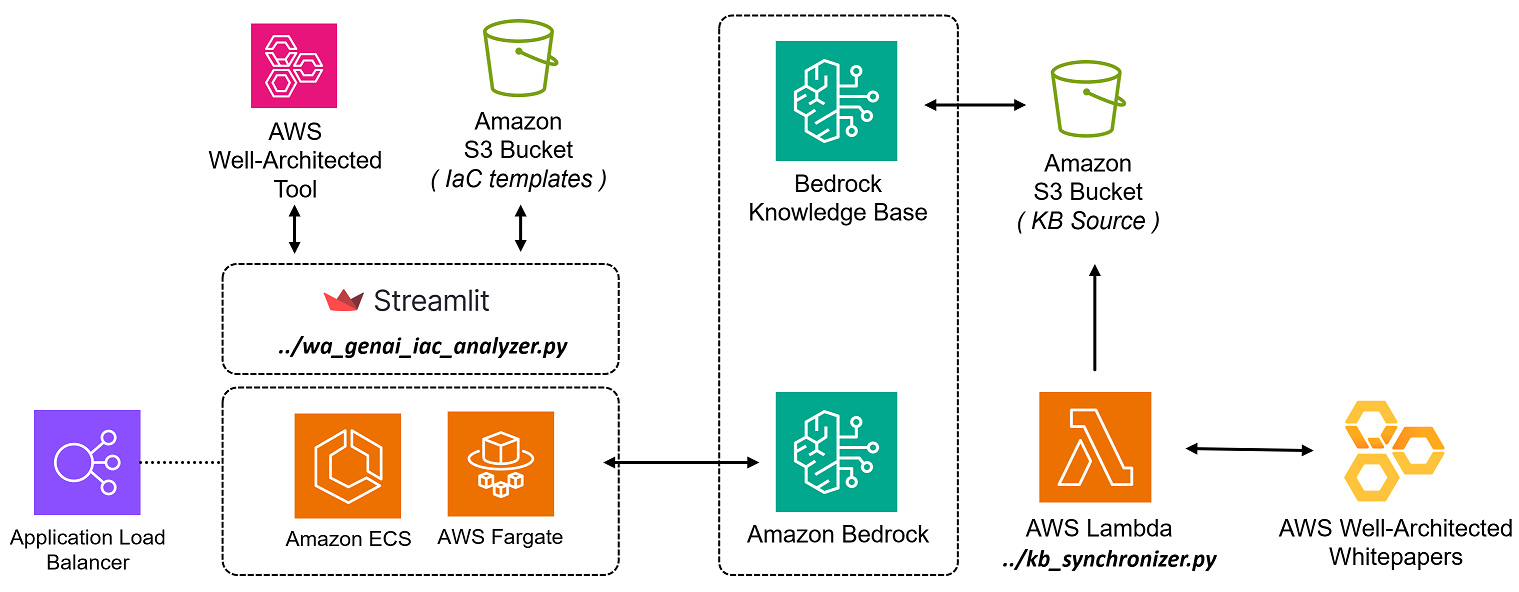 AWS
Well-Architected
Tool
Amazon
S3 Bucket
( IaC templates )
Streamlit
../wa_genai_iac_analyzer.py
Application Load
Balancer
Amazon ECS
AWS Fargate
Bedrock
Knowledge Base
Amazon Bedrock
Amazon
S3 Bucket
( KB Source )
AWS Lambda
../kb_synchronizer.py
AWS Well-Architected
Whitepapers